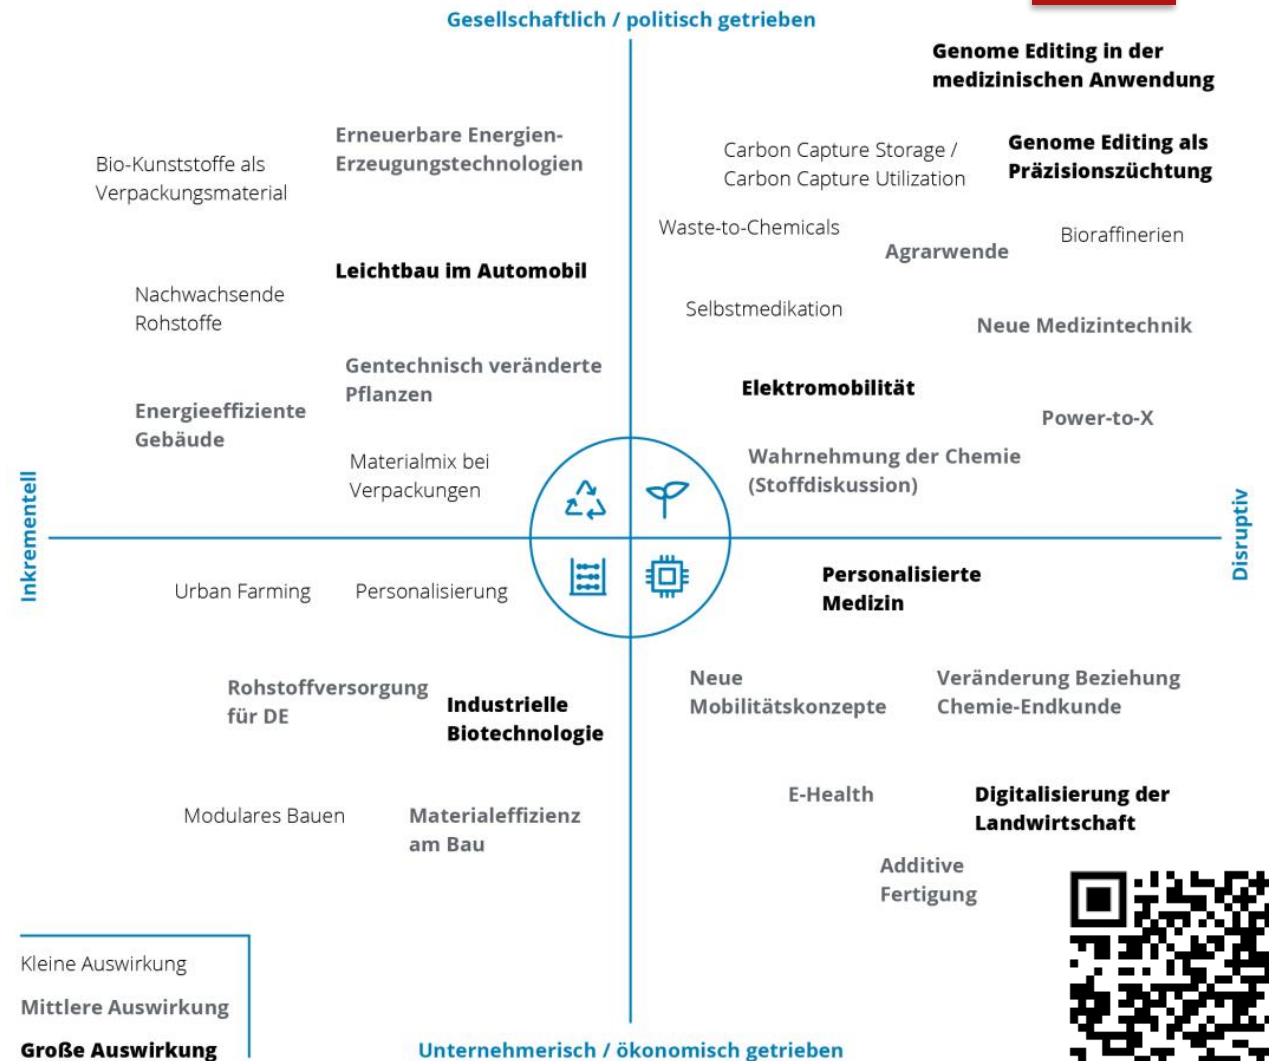 Gesellschaftlich / politisch getrieben
Genome Editing in der
medizinischen Anwendung
Erneuerbare Energien-
Erzeugungstechnologien
Bio-Kunststoffe als
Verpackungsmaterial
Carbon Capture Storage /
Carbon Capture Utilization
Genome Editing als
Präzisionszüchtung
Waste-to-Chemicals
Agrarwende
Bioraffinerien
Leichtbau im Automobil
Nachwachsende
Rohstoffe
Selbstmedikation
Neue Medizintechnik
Gentechnisch veränderte
Pflanzen
Elektromobilität
Energieeffiziente
Gebäude
Power-to-X
Materialmix bei
Verpackungen
Wahrnehmung der Chemie
(Stoffdiskussion)
Inkrementell
Disruptiv
Urban Farming
Personalisierung
Personalisierte
Medizin
Rohstoffversorgung
für DE
Industrielle
Biotechnologie
Neue
Mobilitätskonzepte
Veränderung Beziehung
Chemie-Endkunde
Modulares Bauen
Materialeffizienz
am Bau
E-Health
Digitalisierung der
Landwirtschaft
Additive
Fertigung
Kleine Auswirkung
Mittlere Auswirkung
Große Auswirkung
Unternehmerisch / ökonomisch getrieben